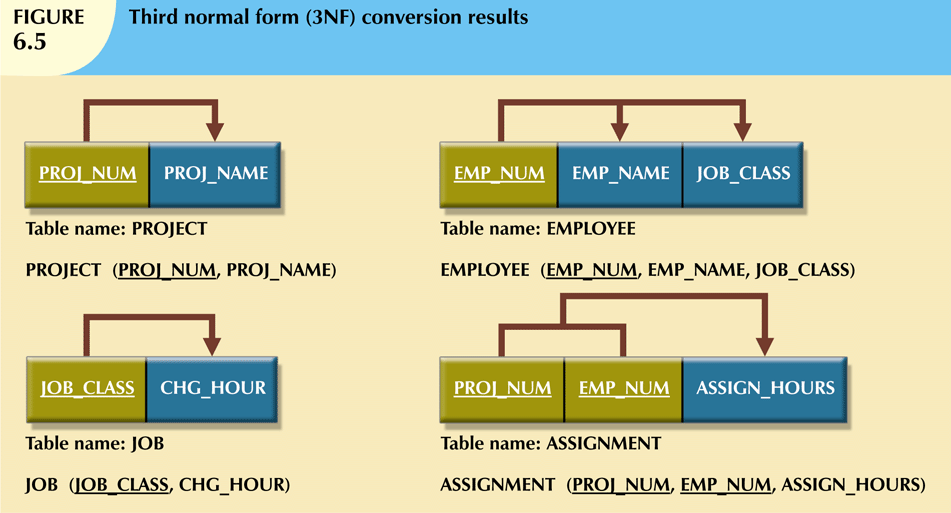 FIGURE
6.5
Third normal form (3NF) conversion results
PROJ_NUM PROJ_NAME
Table name: PROJECT
PROJECT (PROJ_NUM, PROJ_NAME)
EMP_NUM EMP_NAME JOB_CLASS
Table name: EMPLOYEE
EMPLOYEE (EMP_NUM, EMP_NAME, JOB_CLASS)
JOB_CLASS CHG_HOUR
Table name: JOB
JOB (JOB_CLASS, CHG_HOUR)
PROJ_NUM EMP_NUM ASSIGN_HOURS
Table name: ASSIGNMENT
ASSIGNMENT (PROJ_NUM, EMP_NUM, ASSIGN_HOURS)